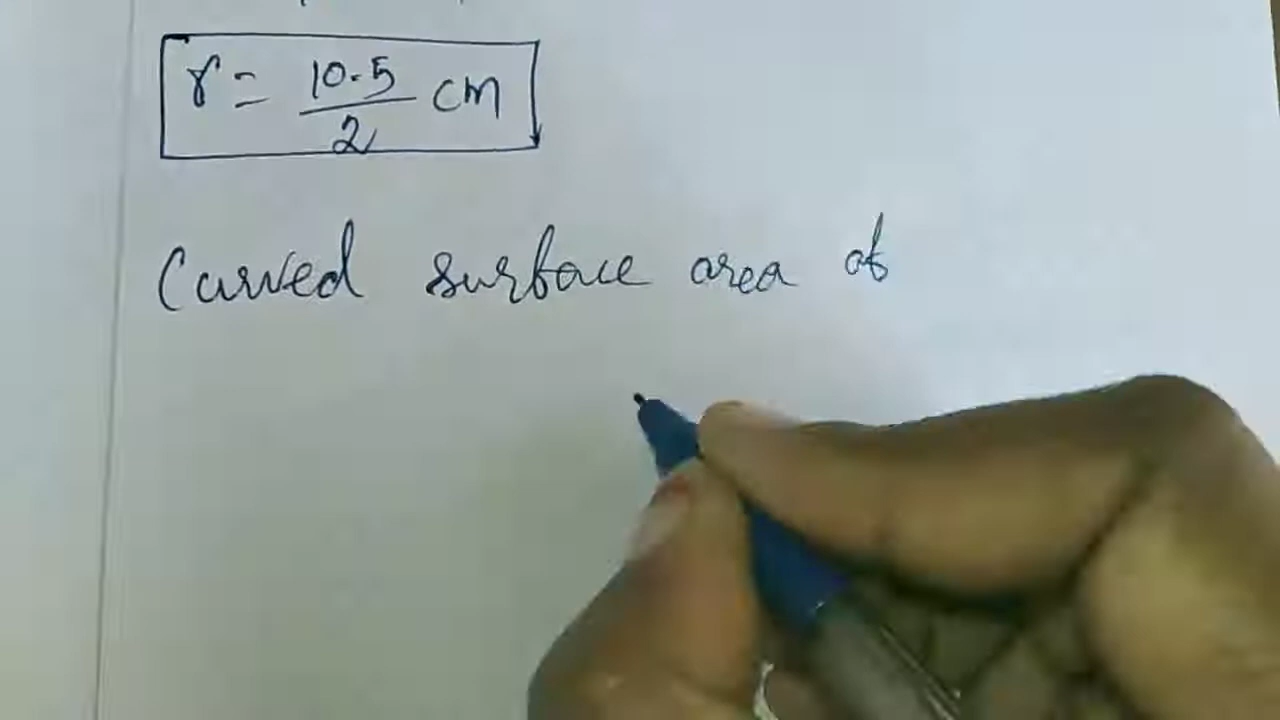 r = 10.5/2 cm
Curved surface area of